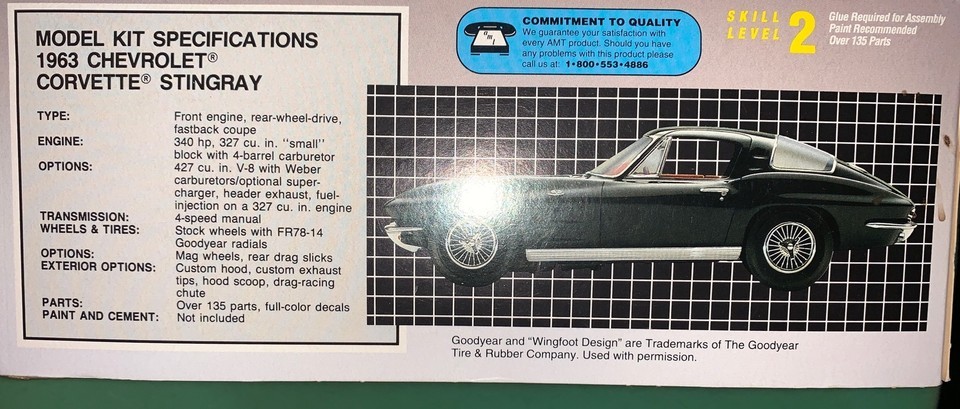 MODEL KIT SPECIFICATIONS
1963 CHEVROLET®
CORVETTE® STINGRAY
TYPE: Front engine, rear-wheel-drive,
fastback coupe
ENGINE: 340 hp, 327 cu. in. "small"
block with 4-barrel carburetor
OPTIONS: 427 cu. in. V-8 with Weber
carburetors/optional super-
charger, header exhaust, fuel-
injection on a 327 cu. in. engine
TRANSMISSION: 4-speed manual
WHEELS & TIRES: Stock wheels with FR78-14
Goodyear radials
OPTIONS: Mag wheels, rear drag slicks
EXTERIOR OPTIONS: Custom hood, custom exhaust
tips, hood scoop, drag-racing
chute
PARTS: Over 135 parts, full-color decals
PAINT AND CEMENT: Not included
amt
COMMITMENT TO QUALITY
We guarantee your satisfaction with
every AMT product. Should you have
any problems with this product please
call us at: 1•800•553•4886
SKILL
LEVEL 2
Glue Required for Assembly
Paint Recommended
Over 135 Parts
Goodyear and "Wingfoot Design" are Trademarks of The Goodyear
Tire & Rubber Company. Used with permission.